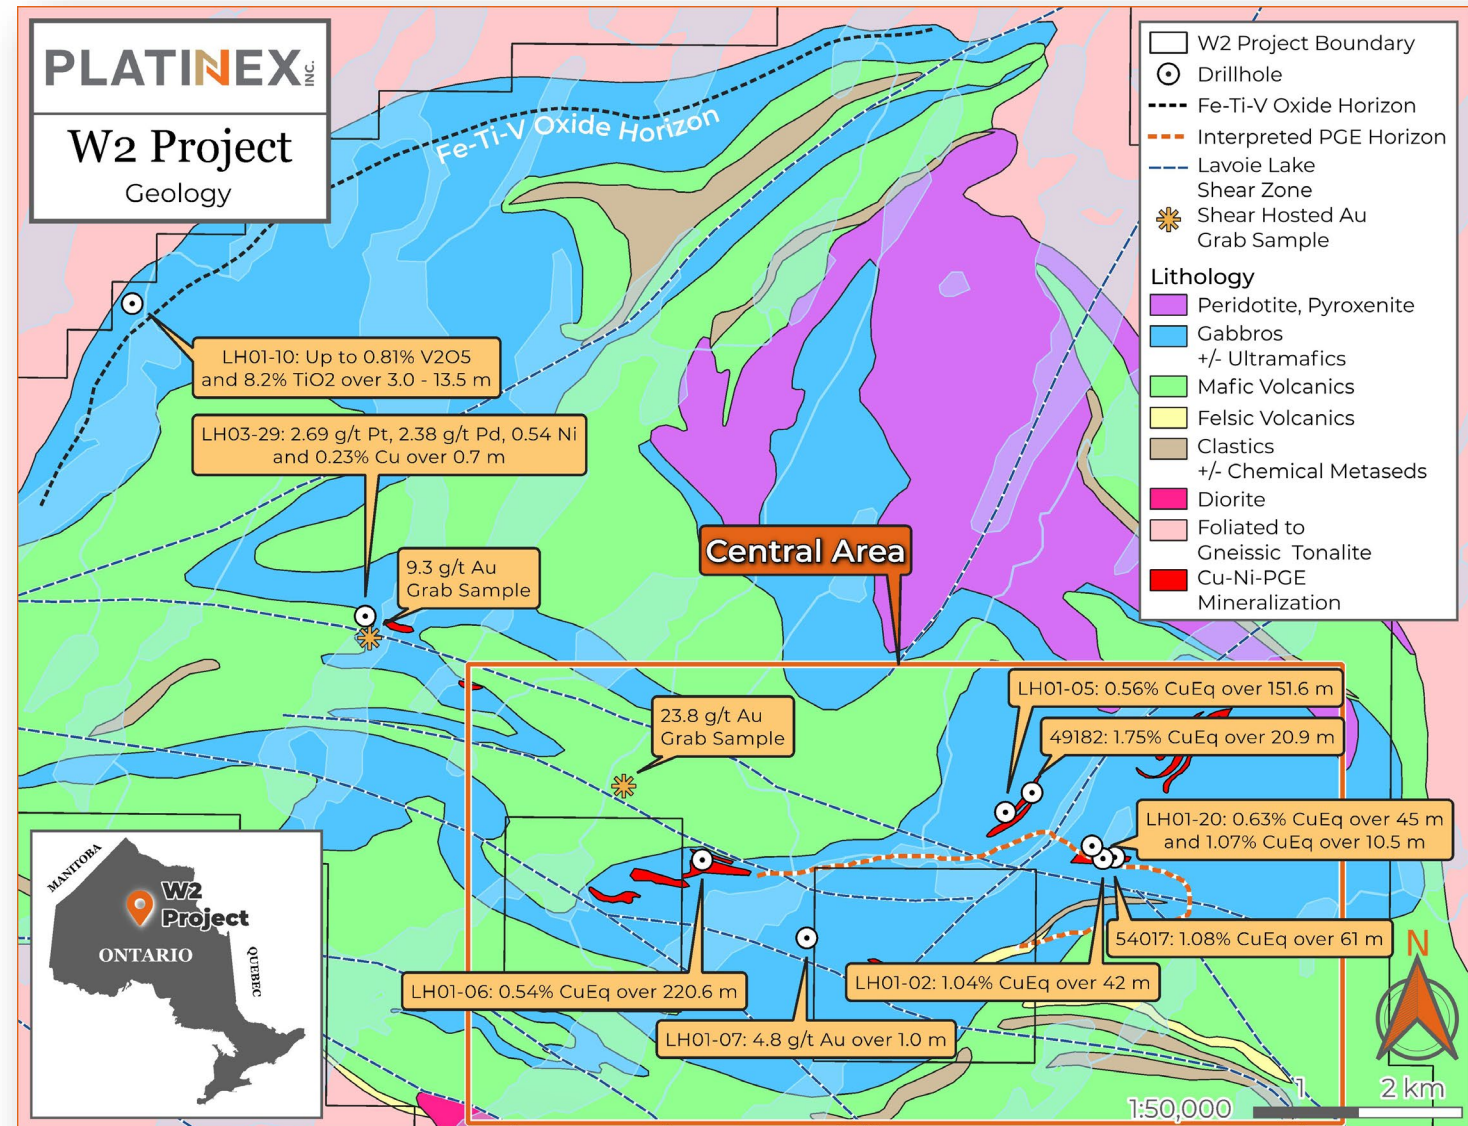 PLATINEX INC.
W2 Project
Geology
Fe-Ti-V Oxide Horizon
W2 Project Boundary
Drillhole
Fe-Ti-V Oxide Horizon
Interpreted PGE Horizon
Lavoie Lake
Shear Zone
Shear Hosted Au
Grab Sample
Lithology
Peridotite, Pyroxenite
Gabbros
+/- Ultramafics
Mafic Volcanics
Felsic Volcanics
Clastics
+/- Chemical Metaseds
Diorite
Foliated to
Gneissic Tonalite
Cu-Ni-PGE
Mineralization
LH01-10: Up to 0.81% V2O5
and 8.2% TiO2 over 3.0 - 13.5 m
LH03-29: 2.69 g/t Pt, 2.38 g/t Pd, 0.54 Ni
and 0.23% Cu over 0.7 m
9.3 g/t Au
Grab Sample
Central Area
23.8 g/t Au
Grab Sample
LH01-05: 0.56% CuEq over 151.6 m
49182: 1.75% CuEq over 20.9 m
LH01-20: 0.63% CuEq over 45 m
and 1.07% CuEq over 10.5 m
54017: 1.08% CuEq over 61 m
LH01-02: 1.04% CuEq over 42 m
LH01-06: 0.54% CuEq over 220.6 m
LH01-07: 4.8 g/t Au over 1.0 m
MANITOBA
W2
Project
ONTARIO
QUEBEC
N
1 2 km
1:50,000